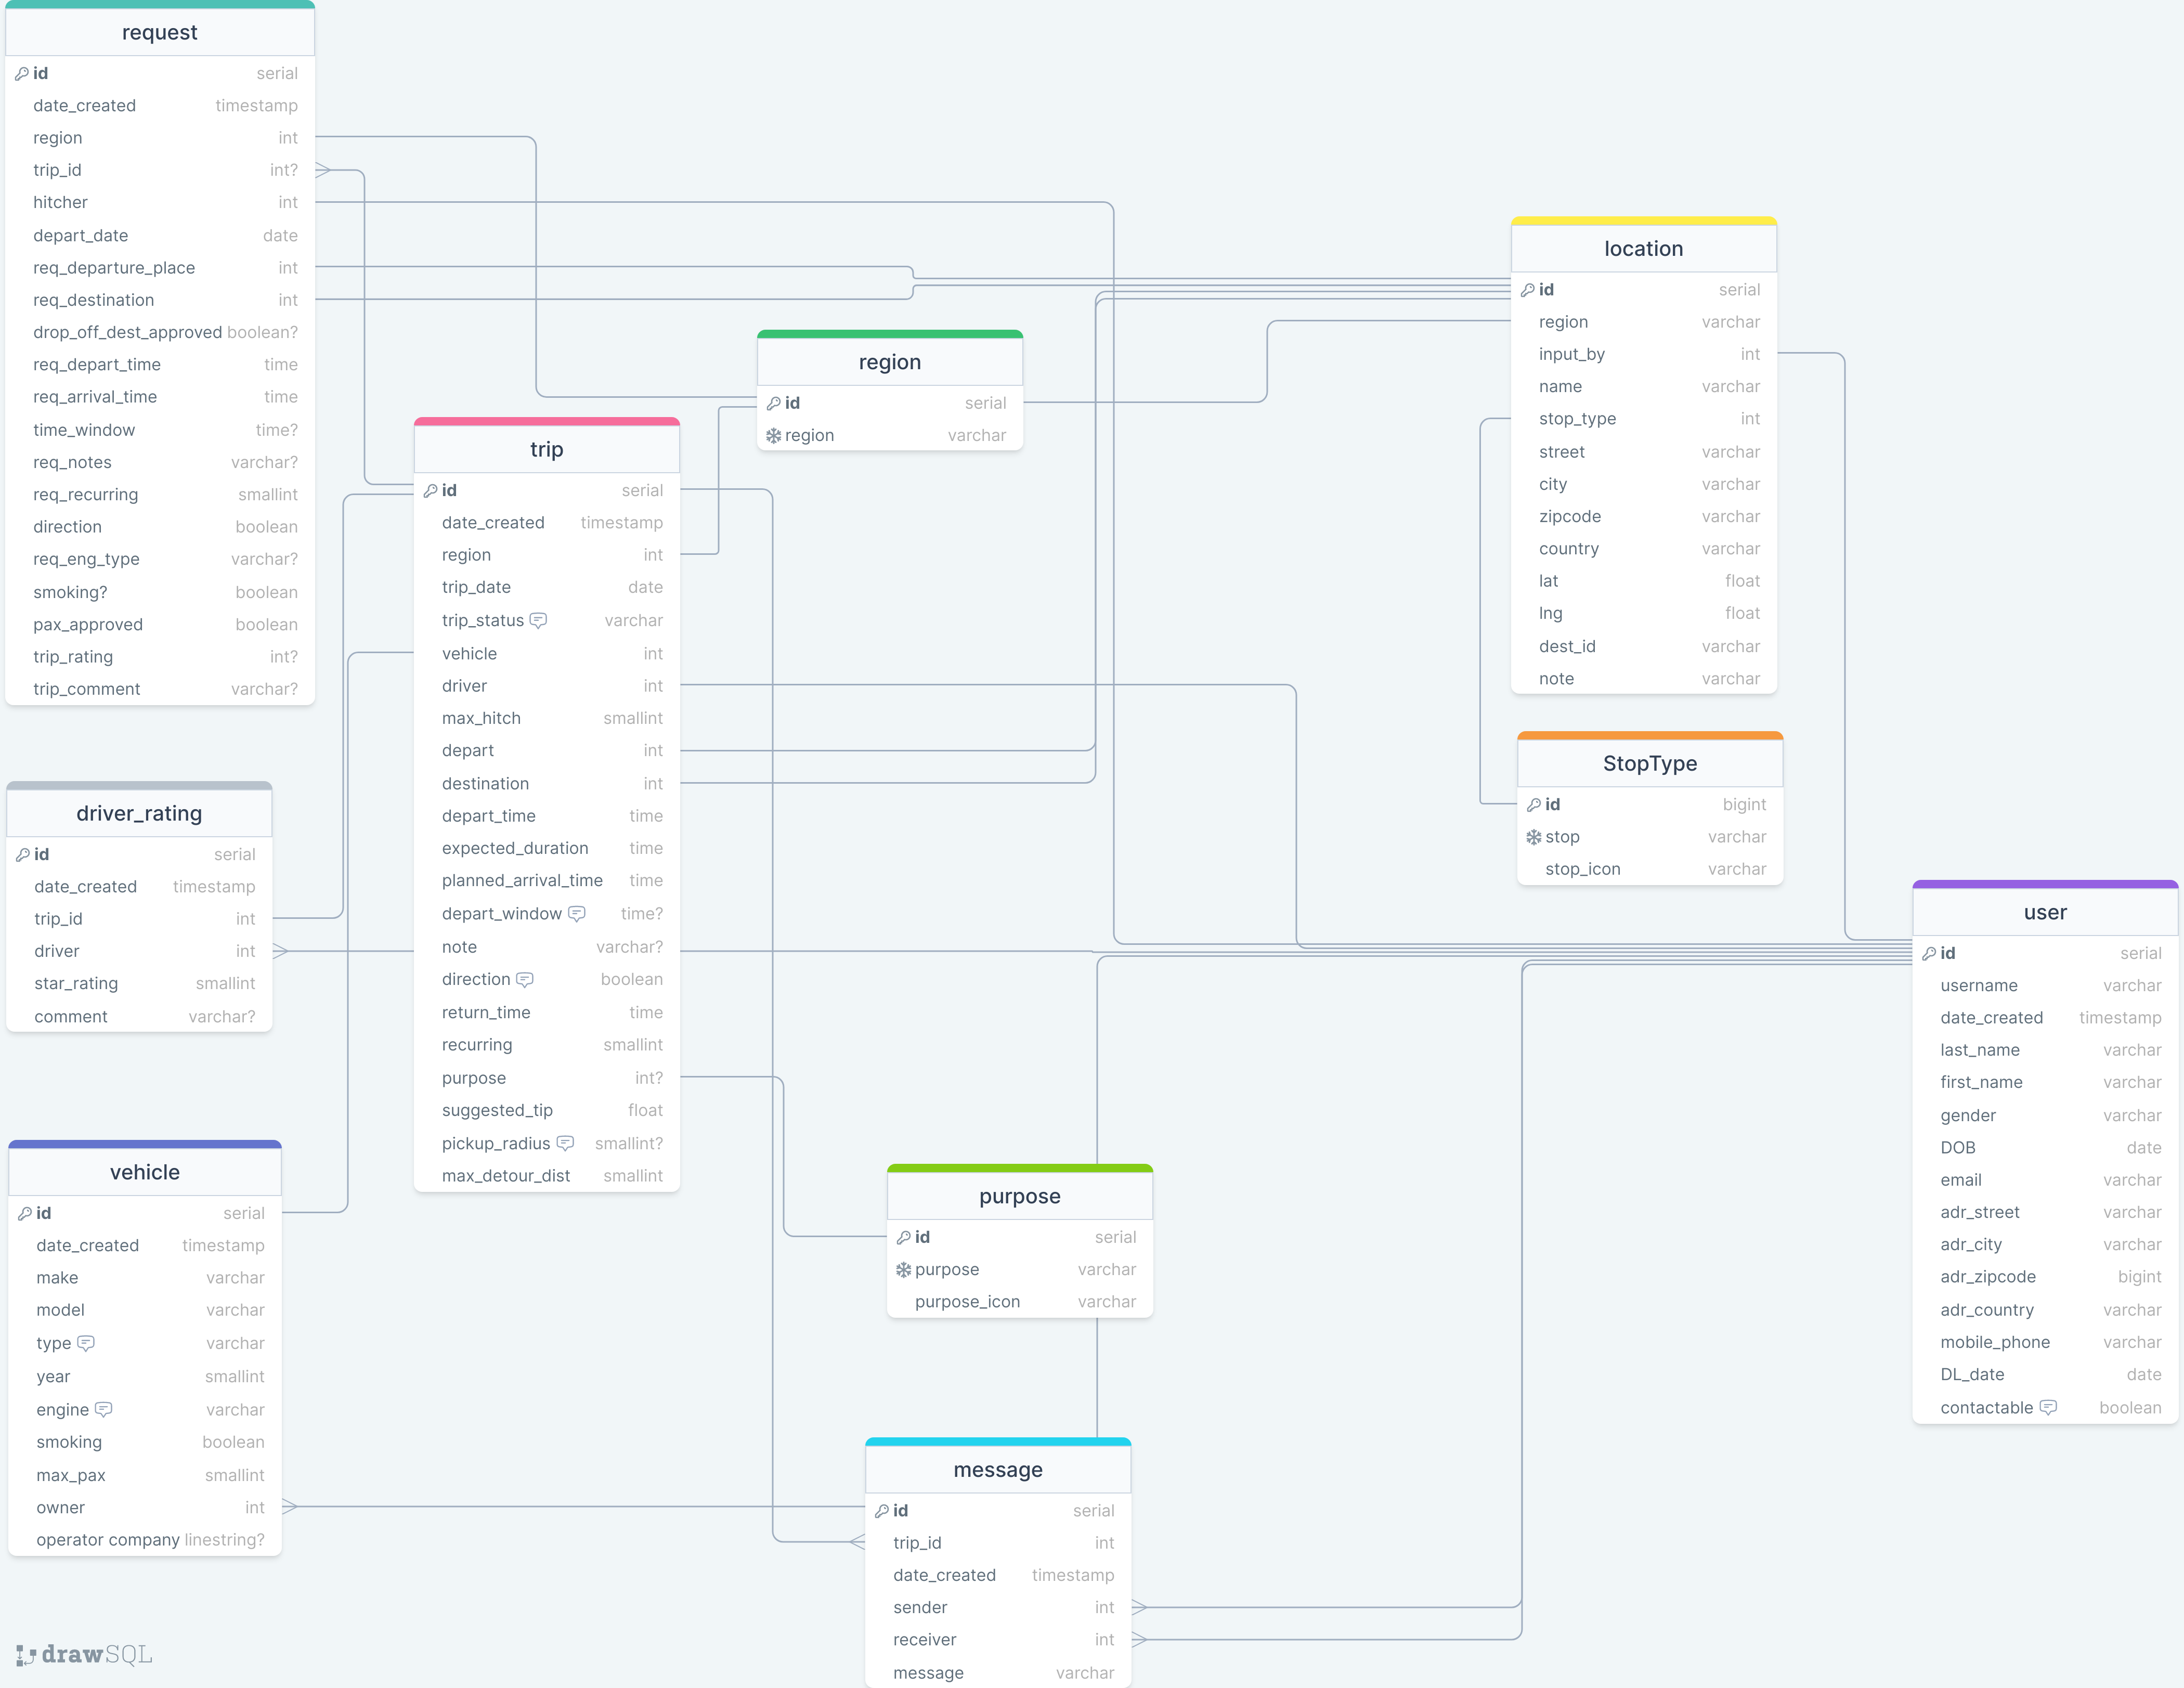 request
id serial
date_created timestamp
region int
trip_id int?
hitcher int
depart_date date
req_departure_place int
req_destination int
drop_off_dest_approved boolean?
req_depart_time time
req_arrival_time time
time_window time?
req_notes varchar?
req_recurring smallint
direction boolean
req_eng_type varchar?
smoking? boolean
pax_approved boolean
trip_rating int?
trip_comment varchar?
driver_rating
id serial
date_created timestamp
trip_id int
driver int
star_rating smallint
comment varchar?
vehicle
id serial
date_created timestamp
make varchar
model varchar
type varchar
year smallint
engine varchar
smoking boolean
max_pax smallint
owner int
operator company linestring?
trip
id serial
date_created timestamp
region int
trip_date date
trip_status varchar
vehicle int
driver int
max_hitch smallint
depart int
destination int
depart_time time
expected_duration time
planned_arrival_time time
depart_window time?
note varchar?
direction boolean
return_time time
recurring smallint
purpose int?
suggested_tip float
pickup_radius smallint?
max_detour_dist smallint
region
id serial
region varchar
purpose
id serial
purpose varchar
purpose_icon varchar
message
id serial
trip_id int
date_created timestamp
sender int
receiver int
message varchar
location
id serial
region varchar
input_by int
name varchar
stop_type int
street varchar
city varchar
zipcode varchar
country varchar
lat float
lng float
dest_id varchar
note varchar
StopType
id bigint
stop varchar
stop_icon varchar
user
id serial
username varchar
date_created timestamp
last_name varchar
first_name varchar
gender varchar
DOB date
email varchar
adr_street varchar
adr_city varchar
adr_zipcode bigint
adr_country varchar
mobile_phone varchar
DL_date date
contactable boolean
drawSQL